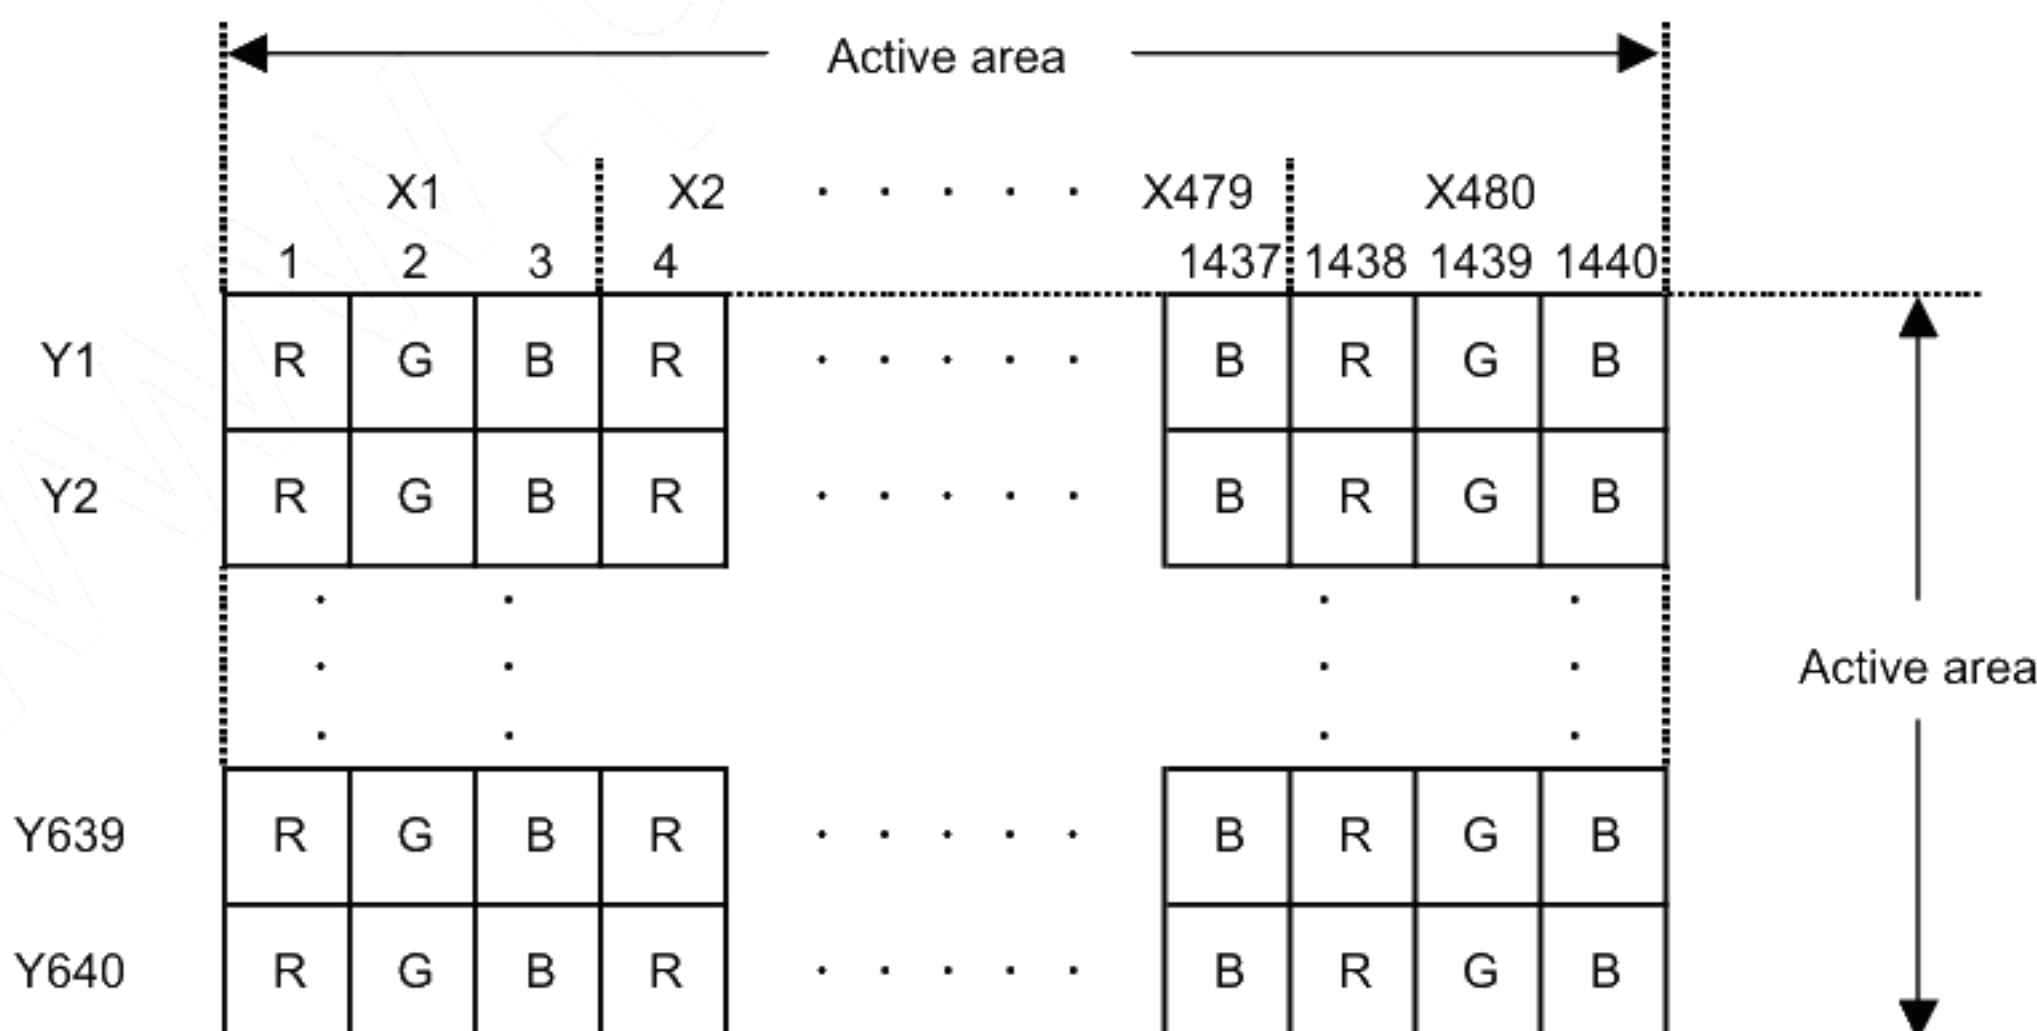 Active area
X1 X2 · · · · · X479 X480
1 2 3 4 1437 1438 1439 1440
Y1 R G B R · · · · · B R G B
Y2 R G B R · · · · · B R G B
Active area
Y639 R G B R · · · · · B R G B
Y640 R G B R · · · · · B R G B